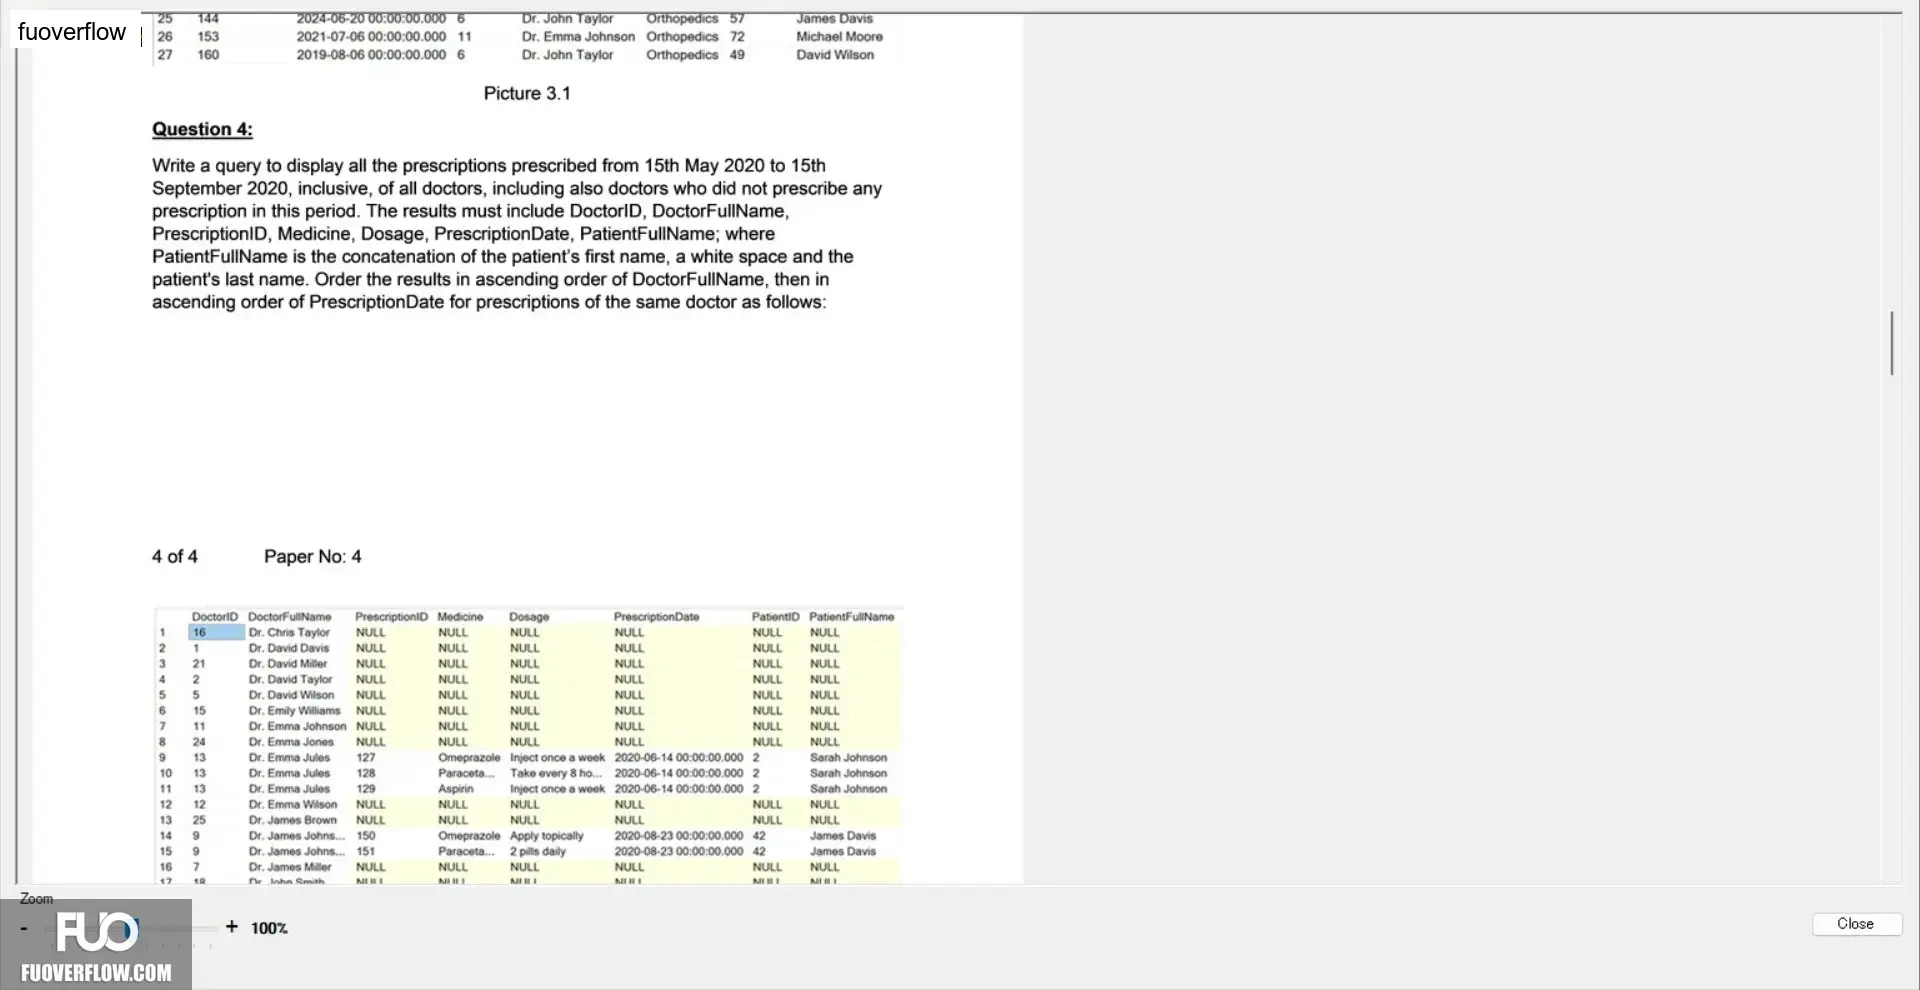 fuoverflow
25 144 2024-06-20 00:00:00.000 6 Dr. John Taylor Orthopedics 57 James Davis
26 153 2021-07-06 00:00:00.000 11 Dr. Emma Johnson Orthopedics 72 Michael Moore
27 160 2019-08-06 00:00:00.000 6 Dr. John Taylor Orthopedics 49 David Wilson
Picture 3.1
Question 4:
Write a query to display all the prescriptions prescribed from 15th May 2020 to 15th
September 2020, inclusive, of all doctors, including also doctors who did not prescribe any
prescription in this period. The results must include DoctorID, DoctorFullName,
PrescriptionID, Medicine, Dosage, PrescriptionDate, PatientFullName; where
PatientFullName is the concatenation of the patient's first name, a white space and the
patient's last name. Order the results in ascending order of DoctorFullName, then in
ascending order of PrescriptionDate for prescriptions of the same doctor as follows:
4 of 4 Paper No: 4
DoctorID DoctorFullName PrescriptionID Medicine Dosage PrescriptionDate PatientID PatientFullName
1 16 Dr. Chris Taylor NULL NULL NULL NULL NULL NULL
2 1 Dr. David Davis NULL NULL NULL NULL NULL NULL
3 21 Dr. David Miller NULL NULL NULL NULL NULL NULL
4 2 Dr. David Taylor NULL NULL NULL NULL NULL NULL
5 5 Dr. David Wilson NULL NULL NULL NULL NULL NULL
6 15 Dr. Emily Williams NULL NULL NULL NULL NULL NULL
7 11 Dr. Emma Johnson NULL NULL NULL NULL NULL NULL
8 24 Dr. Emma Jones NULL NULL NULL NULL NULL NULL
9 13 Dr. Emma Jules 127 Omeprazole Inject once a week 2020-06-14 00:00:00.000 2 Sarah Johnson
10 13 Dr. Emma Jules 128 Paraceta... Take every 8 ho... 2020-06-14 00:00:00.000 2 Sarah Johnson
11 13 Dr. Emma Jules 129 Aspirin Inject once a week 2020-06-14 00:00:00.000 2 Sarah Johnson
12 12 Dr. Emma Wilson NULL NULL NULL NULL NULL NULL
13 25 Dr. James Brown NULL NULL NULL NULL NULL NULL
14 9 Dr. James Johns... 150 Omeprazole Apply topically 2020-08-23 00:00:00.000 42 James Davis
15 9 Dr. James Johns... 151 Paraceta... 2 pills daily 2020-08-23 00:00:00.000 42 James Davis
16 7 Dr. James Miller NULL NULL NULL NULL NULL NULL
17 18 Dr. John Smith NULL NULL NULL NULL NULL NULL
Zoom
- + 100%
Close
FUO
FUOVERFLOW.COM